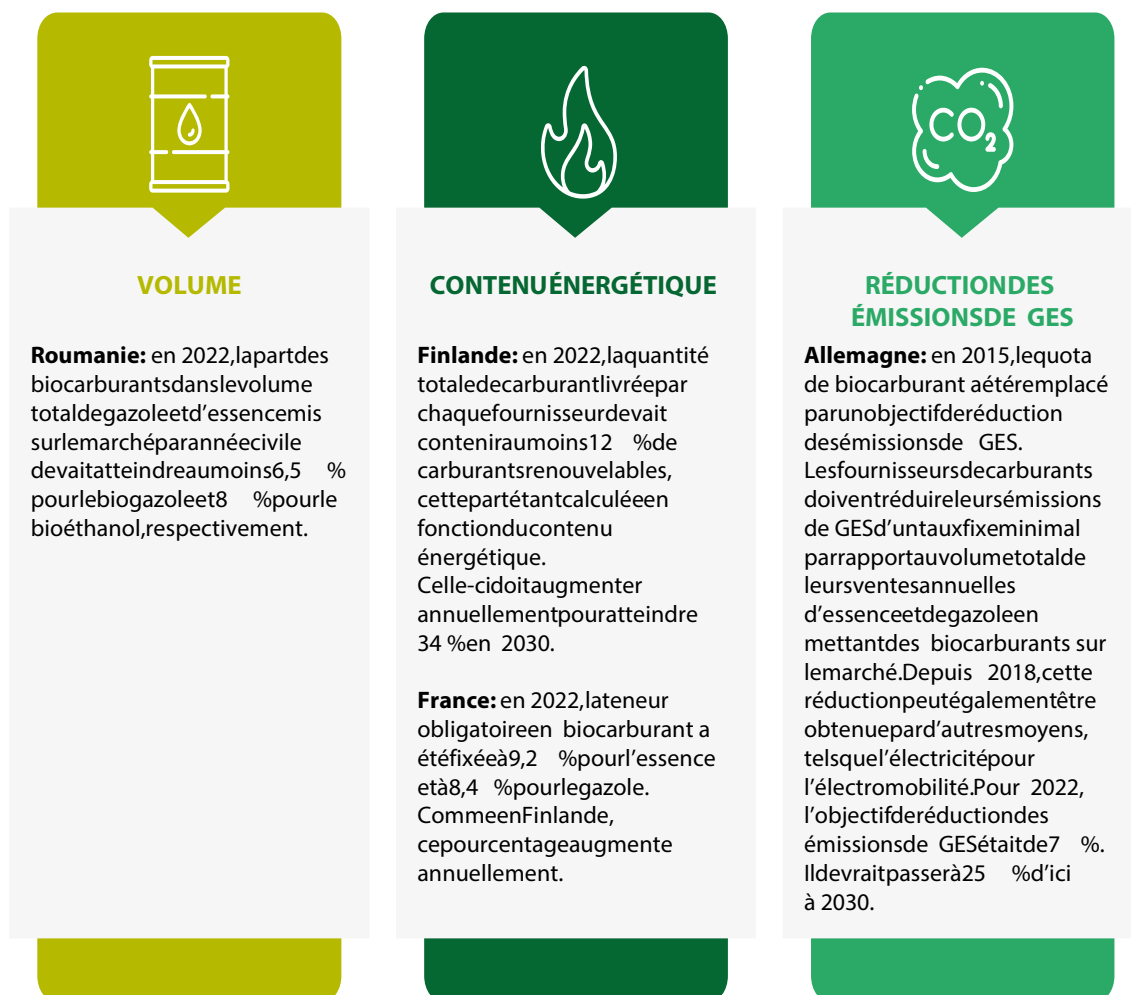 CO2
VOLUME
Roumanie: en 2022,lapartdes
biocarburantsdanslevolume
totaldegazoleetd’essencemis
surlemarchéparannéecivile
devaitatteindreaumoins6,5 %
pourlebiogazoleet8 %pourle
bioéthanol,respectivement.
CONTENUÉNERGÉTIQUE
Finlande: en 2022,laquantité
totaledecarburantlivréepar
chaquefournisseurdevait
conteniraumoins12 %de
carburantsrenouvelables,
cettepartétantcalculéeen
fonctionducontenu
énergétique.
Celle-cidoitaugmenter
annuellementpouratteindre
34 %en 2030.
France: en 2022,lateneur
obligatoireen biocarburant a
étéfixéeà9,2 %pourl’essence
età8,4 %pourlegazole.
CommeenFinlande,
cepourcentageaugmente
annuellement.
RÉDUCTIONDES
ÉMISSIONSDE GES
Allemagne: en 2015,lequota
de biocarburant aétéremplacé
parunobjectifderéduction
desémissionsde GES.
Lesfournisseursdecarburants
doiventréduireleursémissions
de GESd’untauxfixeminimal
parrapportauvolumetotalde
leursventesannuelles
d’essenceetdegazoleen
mettantdes biocarburants sur
lemarché.Depuis 2018,cette
réductionpeutégalementêtre
obtenuepard’autresmoyens,
telsquel’électricitépour
l’électromobilité.Pour 2022,
l’objectifderéductiondes
émissionsde GESétaitde7 %.
Ildevraitpasserà25 %d’ici
à 2030.